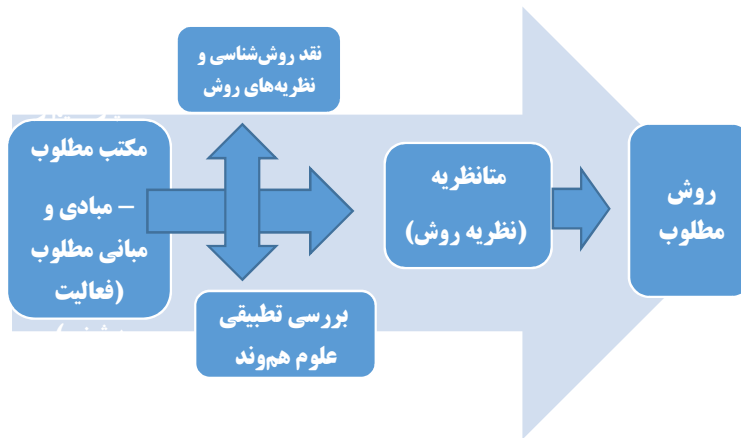 نقد روش‌شناسی و
نظریه‌های روش
مکتب مطلوب
– مبادی و
مبانی مطلوب
(فعالیت
متانظریه
(نظریه روش)
روش
مطلوب
بررسی تطبیقی
علوم هم‌وند